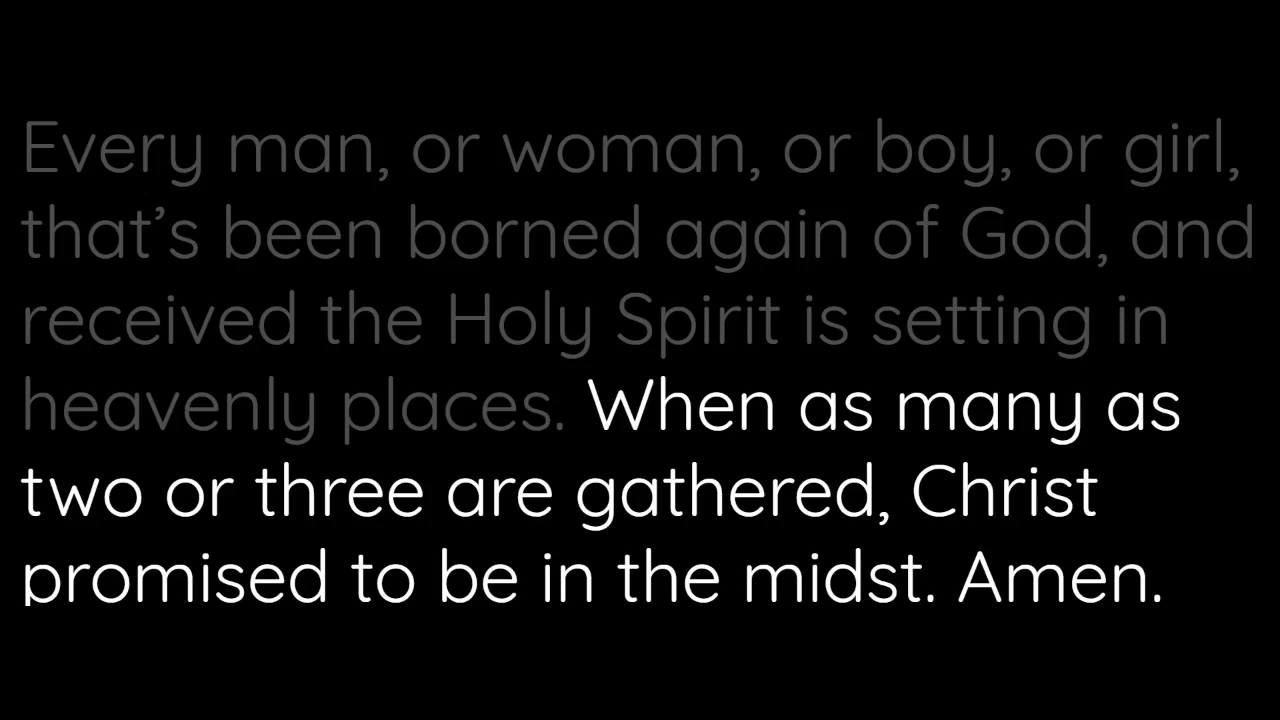 Every man, or woman, or boy, or girl,
that’s been borned again of God, and
received the Holy Spirit is setting in
heavenly places. When as many as
two or three are gathered, Christ
promised to be in the midst. Amen.